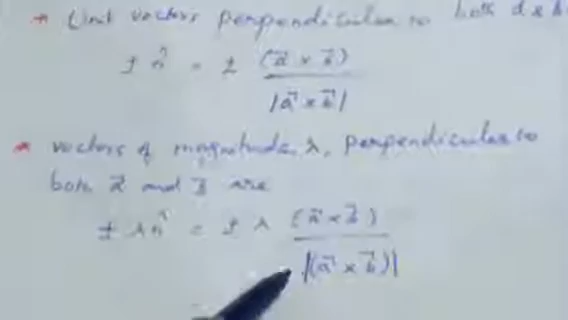 * Unit vectors perpendicular to both a & b
± n̂ = ± (a⃗ × b⃗)
|a⃗ × b⃗|
* vectors of magnitude λ, perpendicular to
both a⃗ and b⃗ are
± λn̂ = ± λ (a⃗ × b⃗)
|(a⃗ × b⃗)|